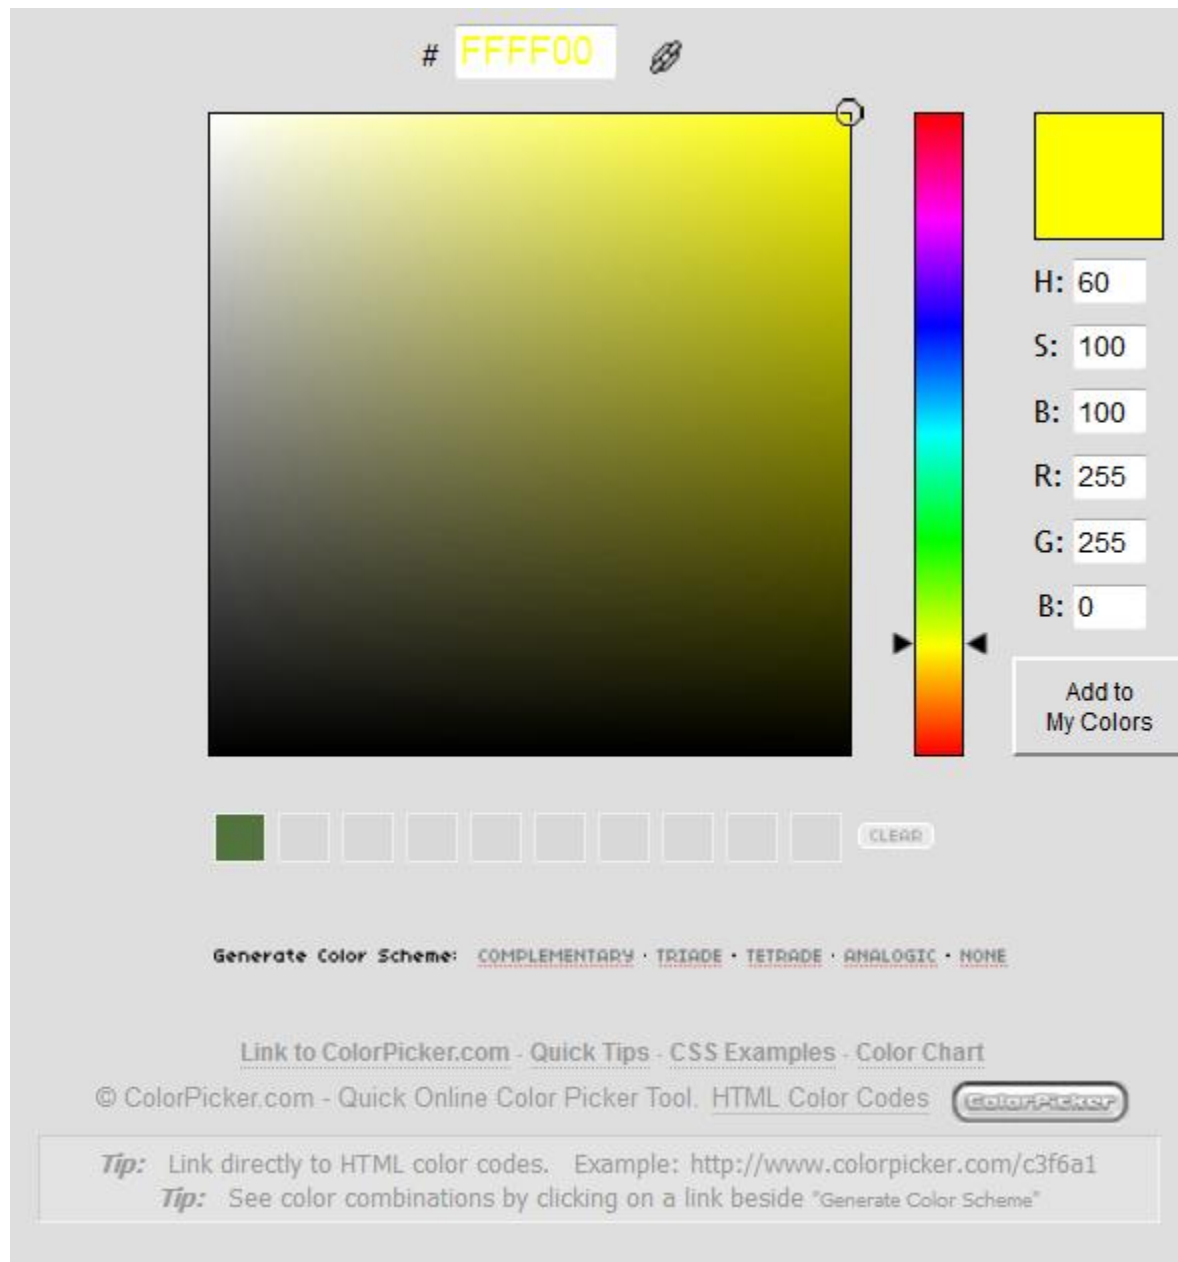 # FFFF00
H: 60
S: 100
B: 100
R: 255
G: 255
B: 0
Add to
My Colors
CLEAR
Generate Color Scheme: COMPLEMENTARY · TRIADE · TETRADE · ANALOGIC · NONE
Link to ColorPicker.com - Quick Tips - CSS Examples - Color Chart
© ColorPicker.com - Quick Online Color Picker Tool. HTML Color Codes ColorPicker
Tip: Link directly to HTML color codes. Example: http://www.colorpicker.com/c3f6a1
Tip: See color combinations by clicking on a link beside "Generate Color Scheme"